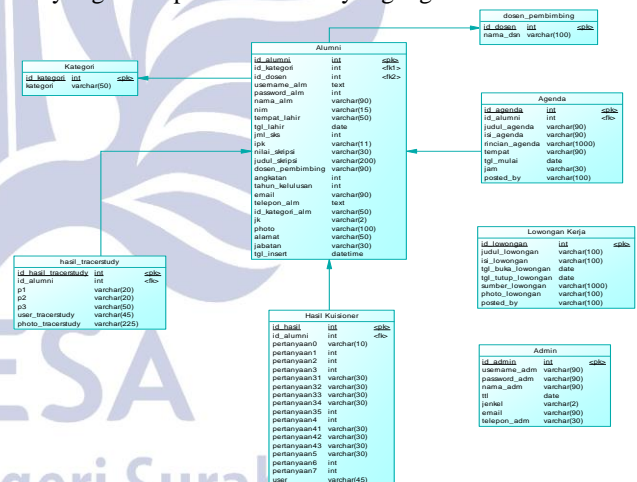 dosen_pembimbing
id_dosen int <pk>
nama_dsn varchar(100)
Alumni
id_alumni int <pk>
id_kategori int <fk1>
id_dosen int <fk2>
username_alm text
password_alm int
nama_alm varchar(90)
nim varchar(15)
tempat_lahir varchar(50)
tgl_lahir date
jml_sks int
ipk varchar(11)
nilai_skripsi varchar(30)
judul_skripsi varchar(200)
dosen_pembimbing varchar(90)
angkatan int
tahun_kelulusan int
email varchar(90)
telepon_alm text
id_kategori_alm varchar(50)
jk varchar(2)
photo varchar(100)
alamat varchar(50)
jabatan varchar(30)
tgl_insert datetime
Kategori
id_kategori int <pk>
kategori varchar(50)
Agenda
id_agenda int <pk>
id_alumni int <fk>
judul_agenda varchar(90)
isi_agenda varchar(90)
rincian_agenda varchar(1000)
tempat varchar(90)
tgl_mulai date
jam varchar(30)
posted_by varchar(100)
Lowongan Kerja
id_lowongan int <pk>
judul_lowongan varchar(100)
isi_lowongan varchar(100)
tgl_buka_lowongan date
tgl_tutup_lowongan date
sumber_lowongan varchar(1000)
photo_lowongan varchar(100)
posted_by varchar(100)
hasil_tracerstudy
id_hasil_tracerstudy int <pk>
id_alumni int <fk>
p1 varchar(20)
p2 varchar(20)
p3 varchar(50)
user_tracerstudy varchar(45)
photo_tracerstudy varchar(225)
Hasil Kuisioner
id_hasil int <pk>
id_alumni int <fk>
pertanyaan0 varchar(10)
pertanyaan1 int
pertanyaan2 int
pertanyaan3 int
pertanyaan31 varchar(30)
pertanyaan32 varchar(30)
pertanyaan33 varchar(30)
pertanyaan34 varchar(30)
pertanyaan35 int
pertanyaan4 int
pertanyaan41 varchar(30)
pertanyaan42 varchar(30)
pertanyaan43 varchar(30)
pertanyaan5 varchar(30)
pertanyaan6 int
pertanyaan7 int
user varchar(45)
Admin
id_admin int <pk>
username_adm varchar(90)
password_adm varchar(90)
nama_adm varchar(90)
ttl date
jenkel varchar(2)
email varchar(90)
telepon_adm varchar(30)
ESA